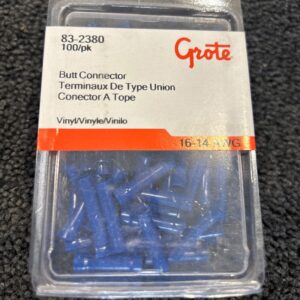 83-2380
100/pk
Grote
Butt Connector
Terminaux De Type Union
Conector A Tope
Vinyl/Vinyle/Vinilo
16-14 AWG